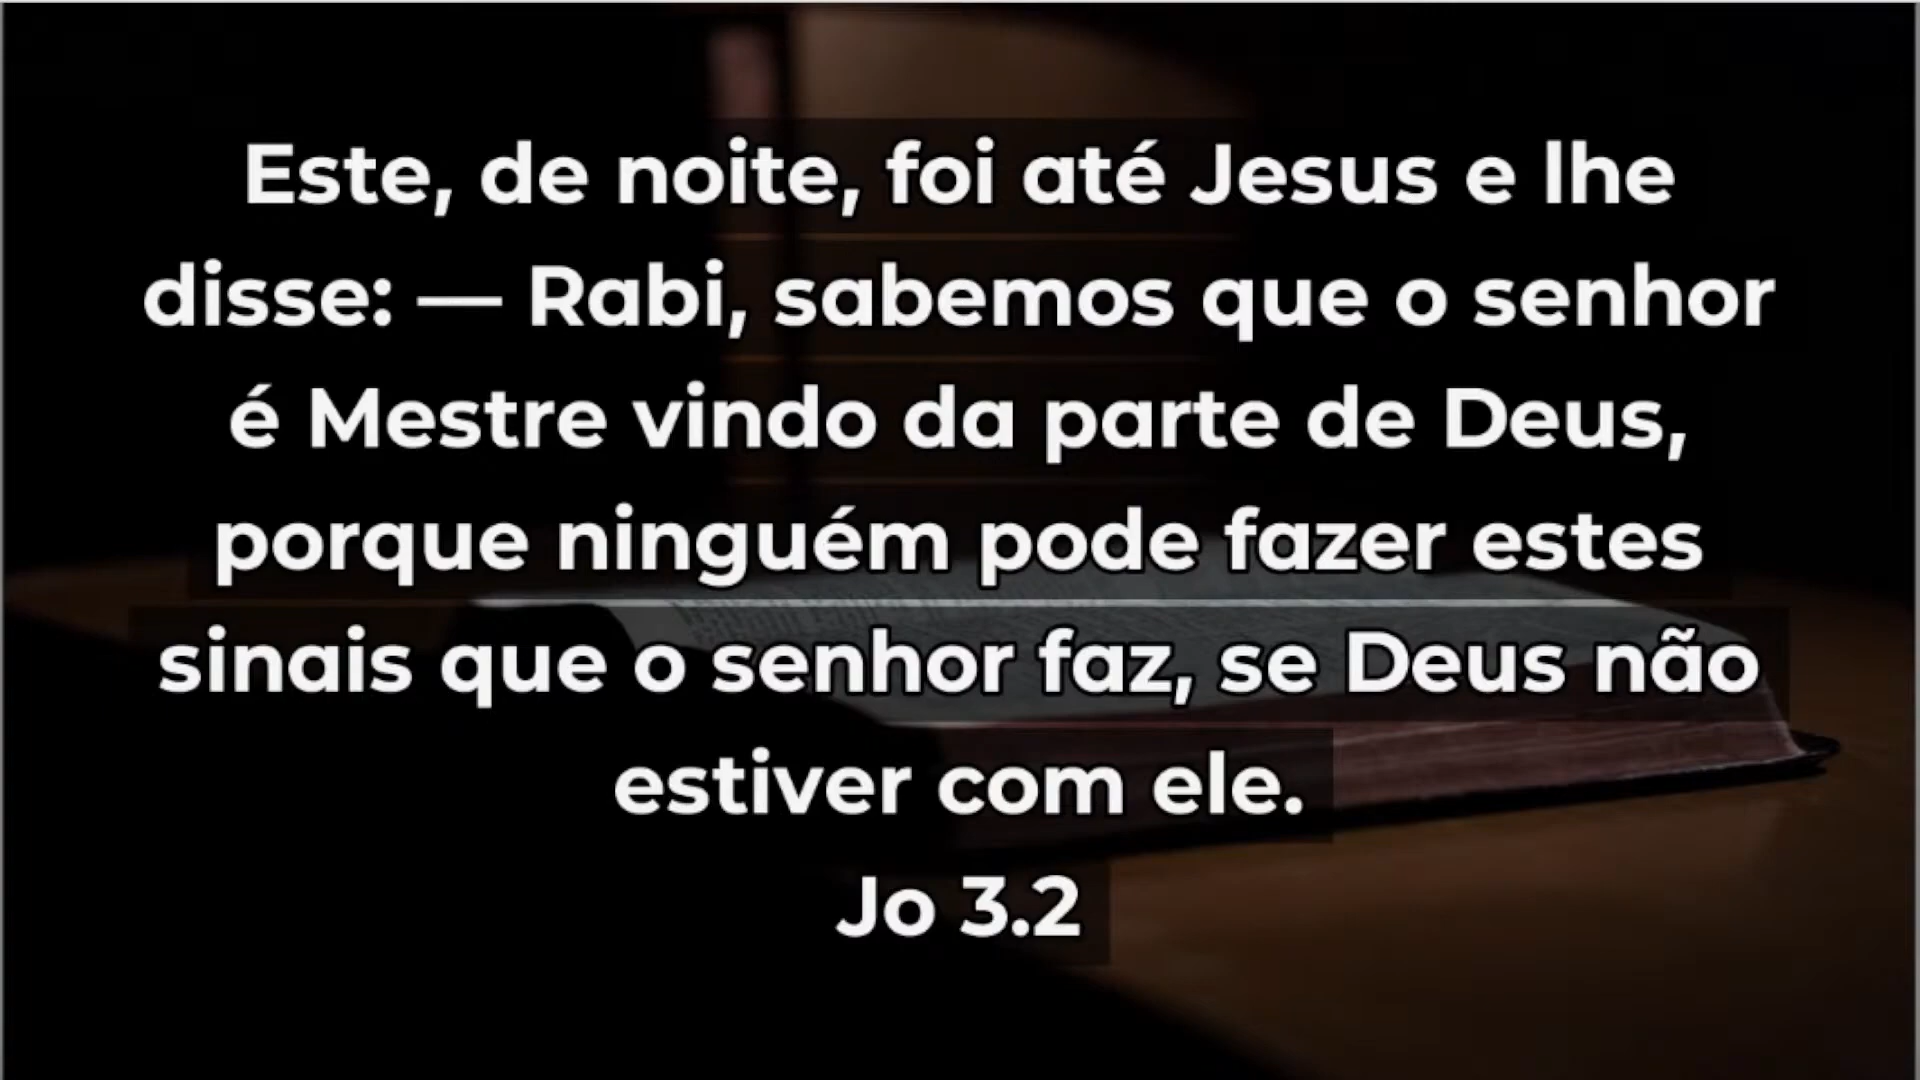 Este, de noite, foi até Jesus e lhe
disse: — Rabi, sabemos que o senhor
é Mestre vindo da parte de Deus,
porque ninguém pode fazer estes
sinais que o senhor faz, se Deus não
estiver com ele.
Jo 3.2